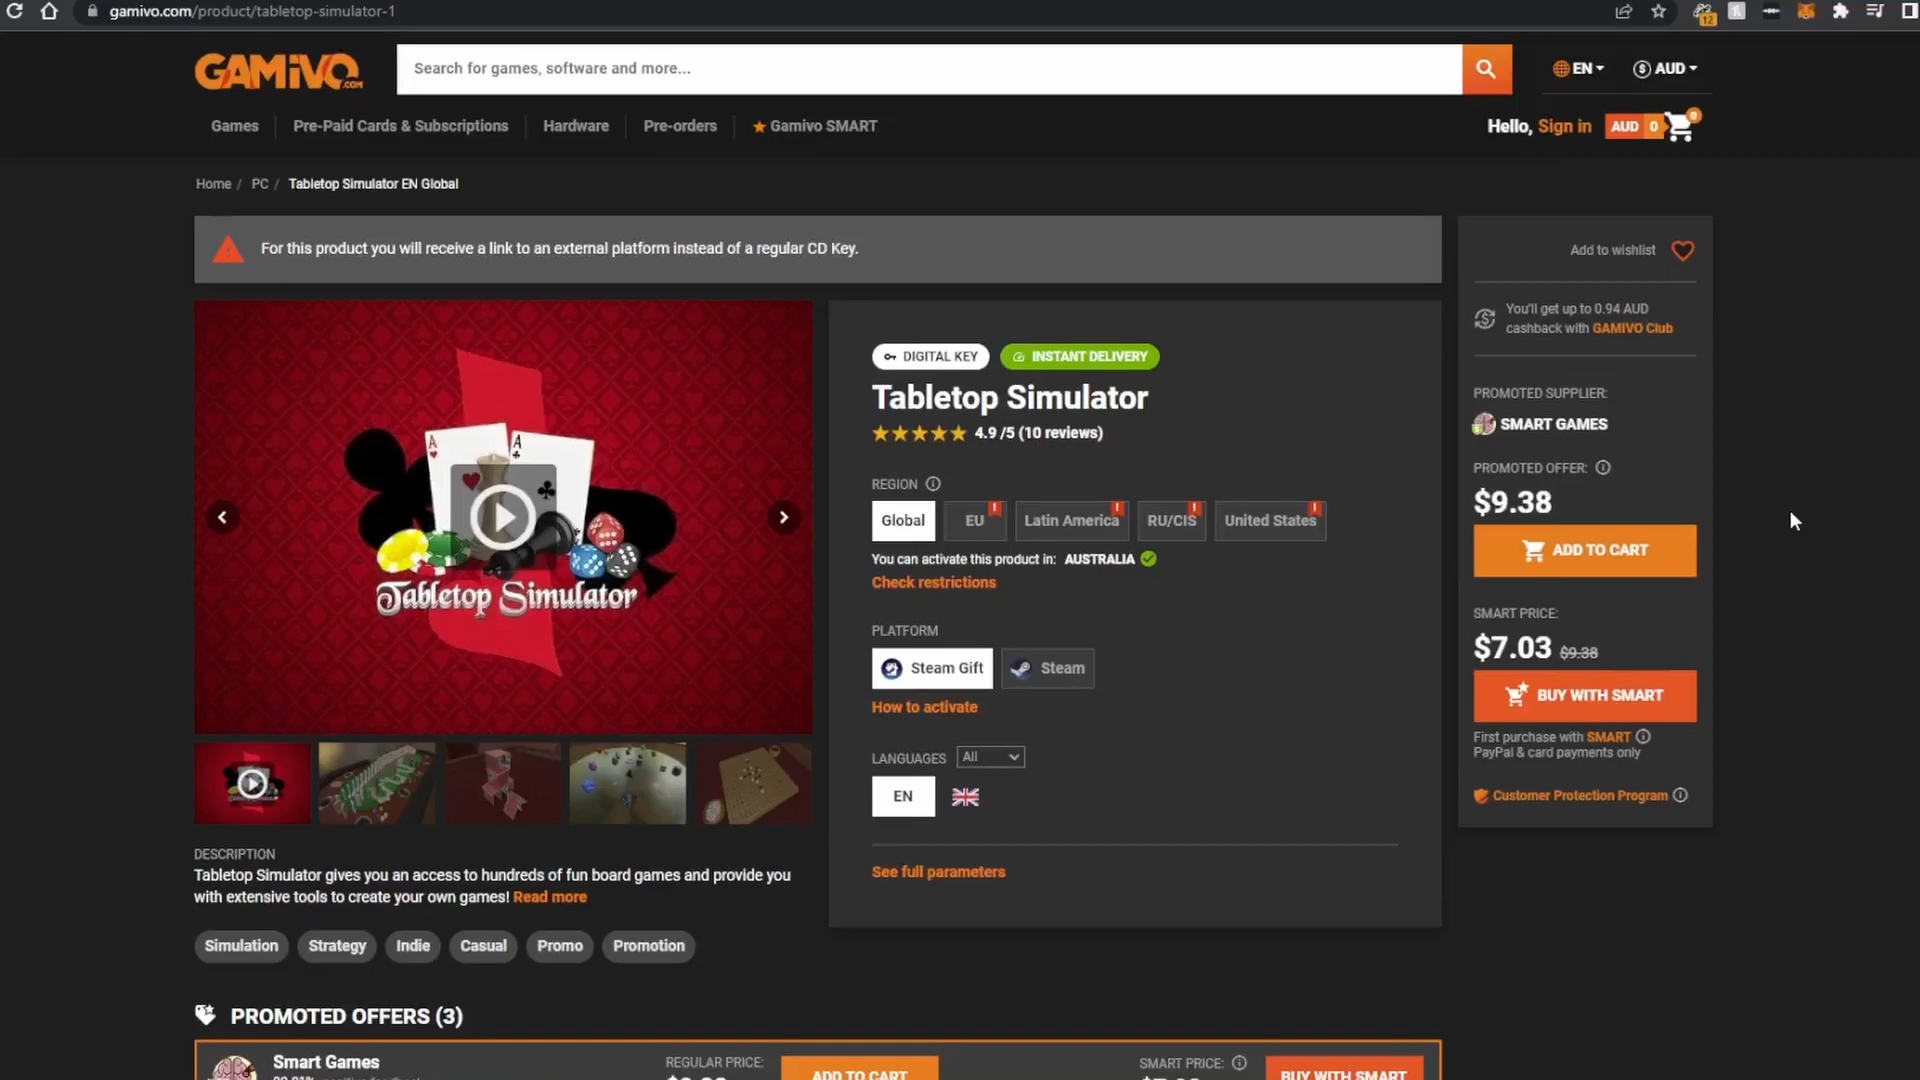 gamivo.com/product/tabletop-simulator-1
12
GAMIVO.COM
Search for games, software and more...
EN
AUD
Games
Pre-Paid Cards & Subscriptions
Hardware
Pre-orders
Gamivo SMART
Hello, Sign in
AUD 0
0
Home / PC / Tabletop Simulator EN Global
For this product you will receive a link to an external platform instead of a regular CD Key.
Tabletop Simulator
DIGITAL KEY
INSTANT DELIVERY
Tabletop Simulator
4.9 /5 (10 reviews)
REGION
Global
EU
Latin America
RU/CIS
United States
You can activate this product in: AUSTRALIA
Check restrictions
PLATFORM
Steam Gift
Steam
How to activate
LANGUAGES
All
EN
See full parameters
Add to wishlist
You'll get up to 0.94 AUD
cashback with GAMIVO Club
PROMOTED SUPPLIER:
SMART GAMES
PROMOTED OFFER:
$9.38
ADD TO CART
SMART PRICE:
$7.03 $9.38
BUY WITH SMART
First purchase with SMART
PayPal & card payments only
Customer Protection Program
DESCRIPTION
Tabletop Simulator gives you an access to hundreds of fun board games and provide you
with extensive tools to create your own games! Read more
Simulation
Strategy
Indie
Casual
Promo
Promotion
PROMOTED OFFERS (3)
Smart Games
REGULAR PRICE:
ADD TO CART
SMART PRICE:
BUY WITH SMART